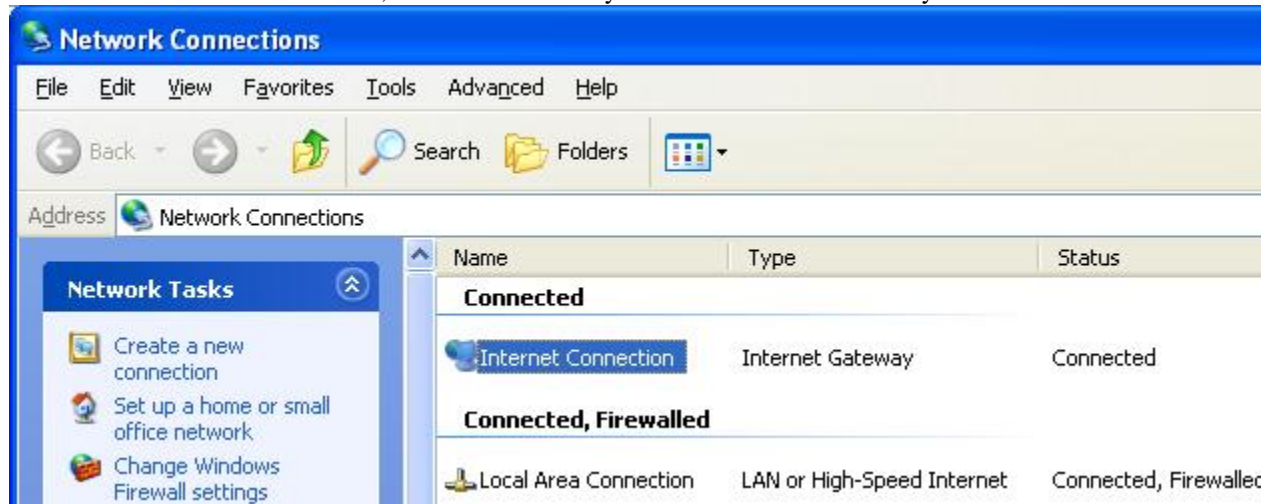 Network Connections
File Edit View Favorites Tools Advanced Help
Back Search Folders
Address Network Connections
Name Type Status
Network Tasks
Connected
Create a new
connection
Internet Connection Internet Gateway Connected
Set up a home or small
office network
Connected, Firewalled
Change Windows
Firewall settings
Local Area Connection LAN or High-Speed Internet Connected, Firewalled